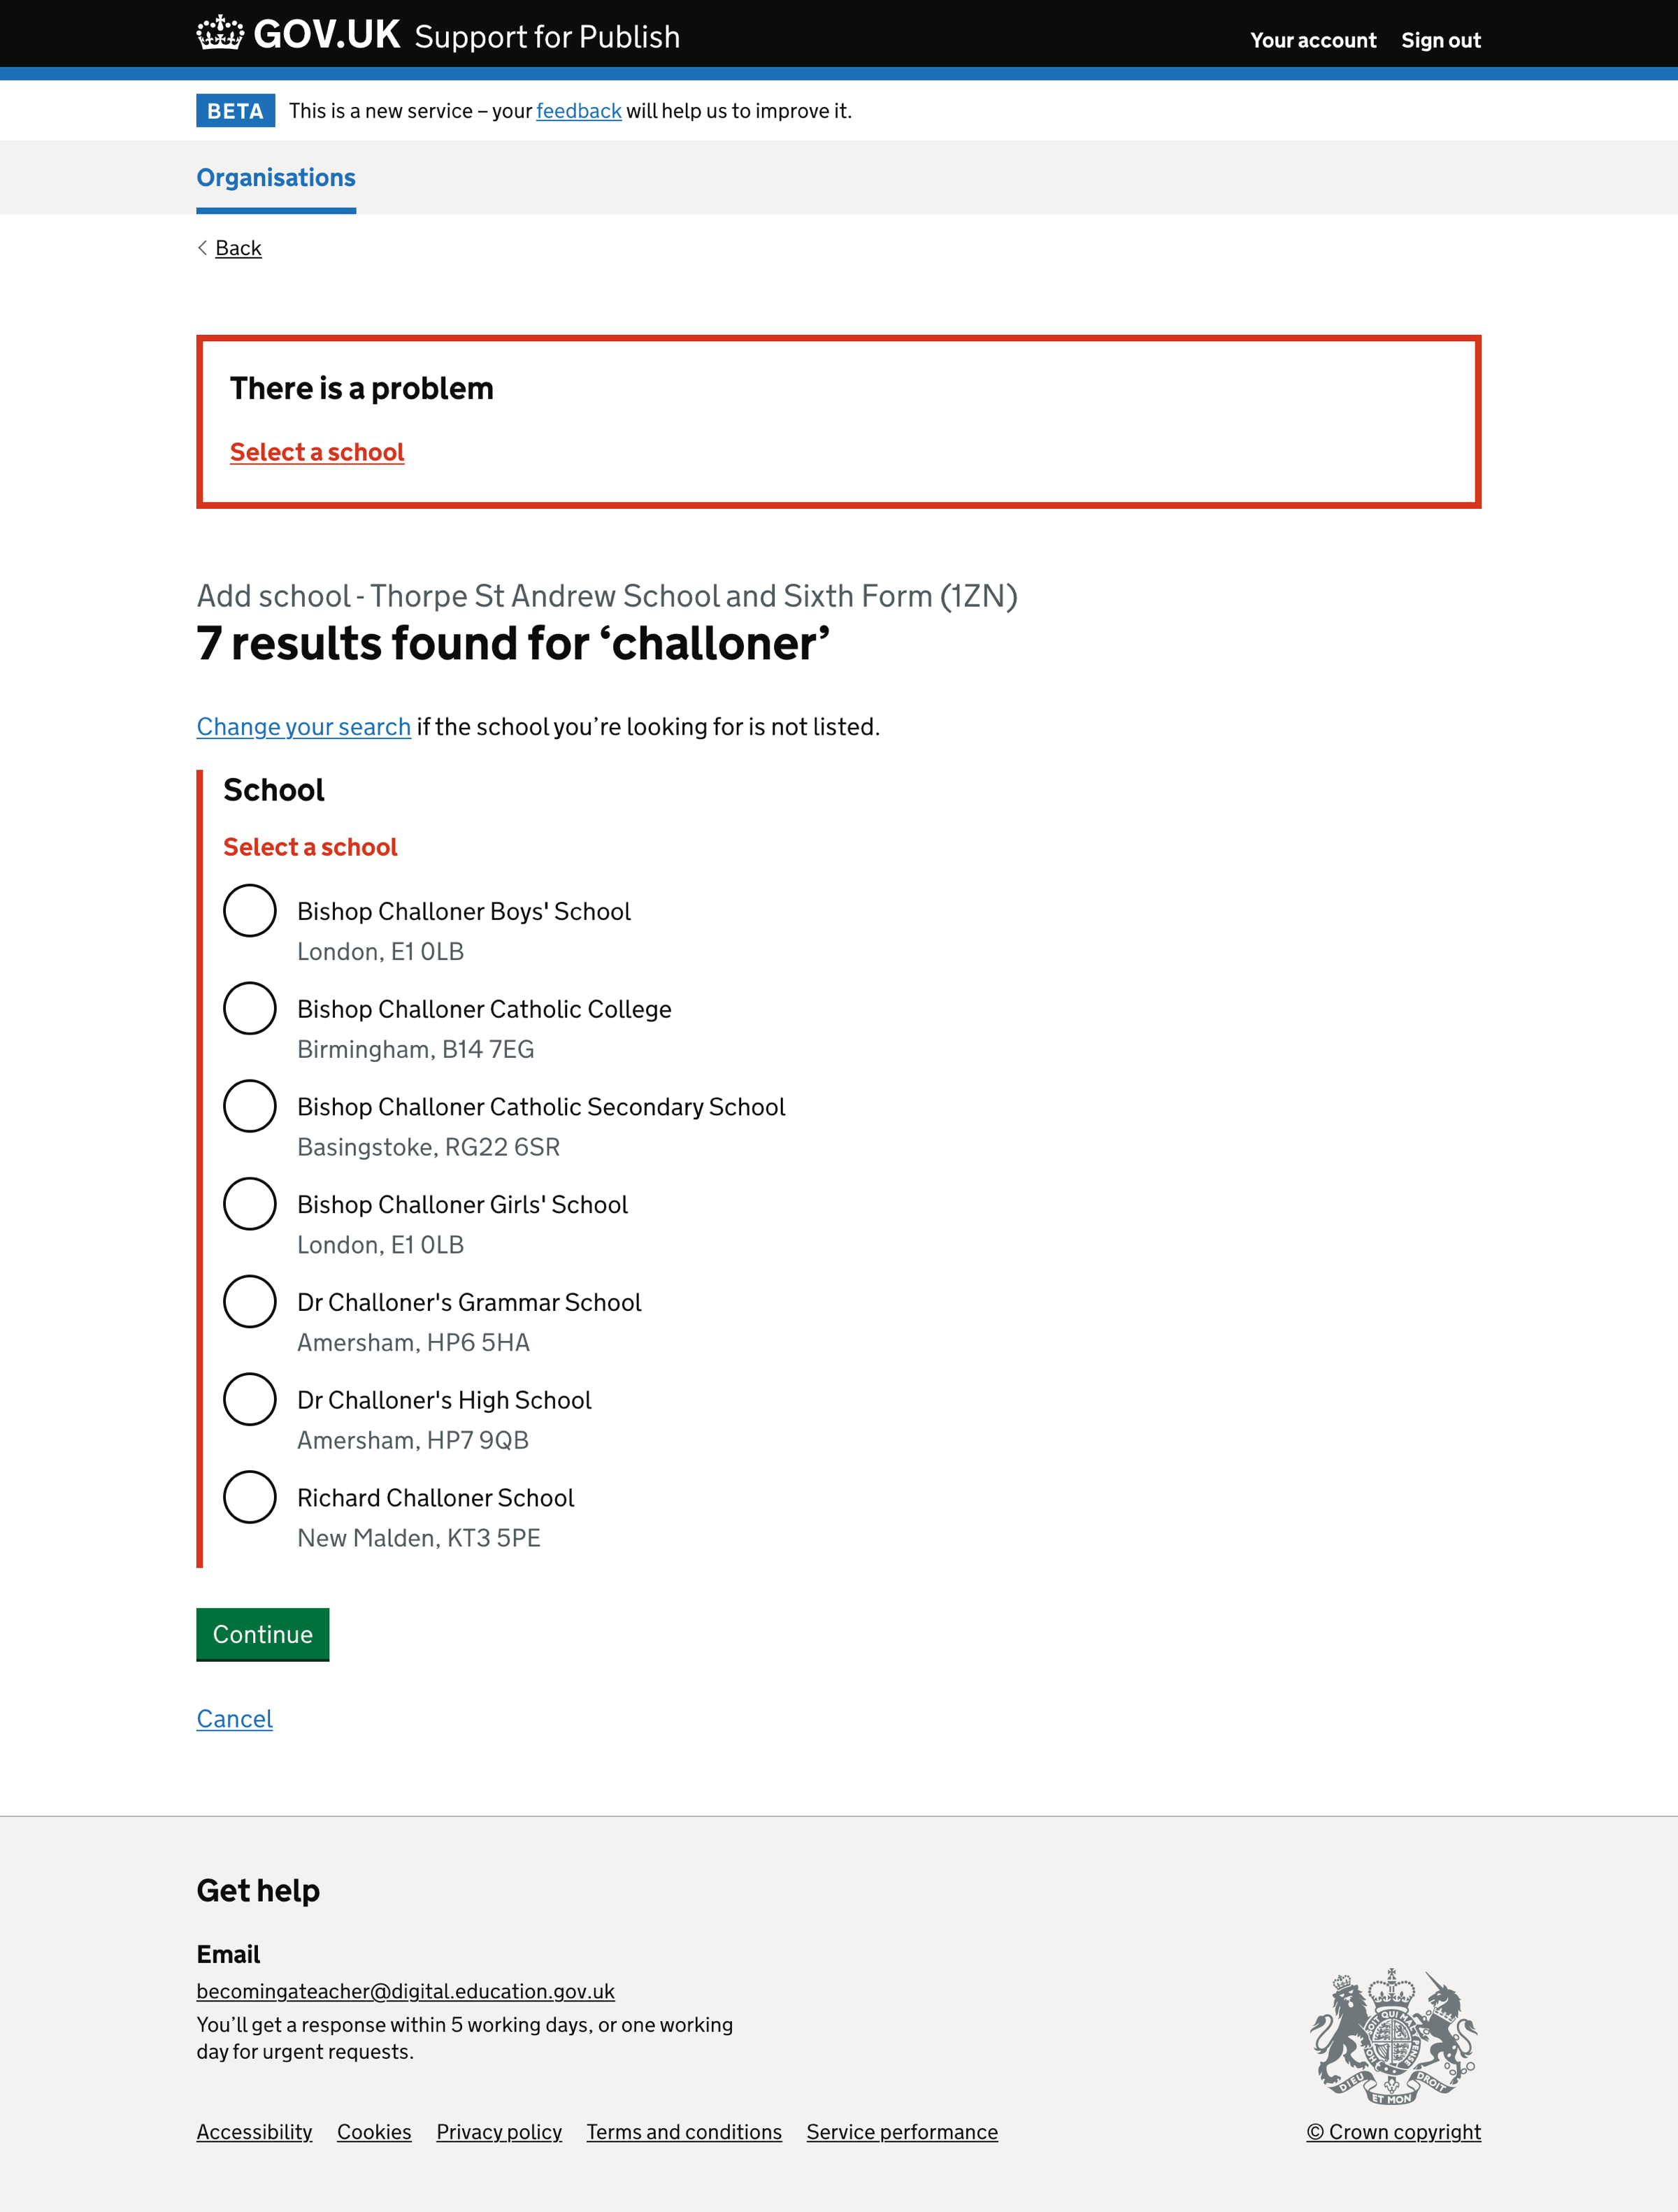 GOV.UK Support for Publish
Your account
Sign out
BETA
This is a new service – your feedback will help us to improve it.
Organisations
Back
There is a problem
Select a school
Add school - Thorpe St Andrew School and Sixth Form (1ZN)
7 results found for ‘challoner’
Change your search if the school you’re looking for is not listed.
School
Select a school
Bishop Challoner Boys' School
London, E1 0LB
Bishop Challoner Catholic College
Birmingham, B14 7EG
Bishop Challoner Catholic Secondary School
Basingstoke, RG22 6SR
Bishop Challoner Girls' School
London, E1 0LB
Dr Challoner's Grammar School
Amersham, HP6 5HA
Dr Challoner's High School
Amersham, HP7 9QB
Richard Challoner School
New Malden, KT3 5PE
Continue
Cancel
Get help
Email
becomingateacher@digital.education.gov.uk
You’ll get a response within 5 working days, or one working
day for urgent requests.
DIEU ET MON DROIT
Accessibility
Cookies
Privacy policy
Terms and conditions
Service performance
© Crown copyright